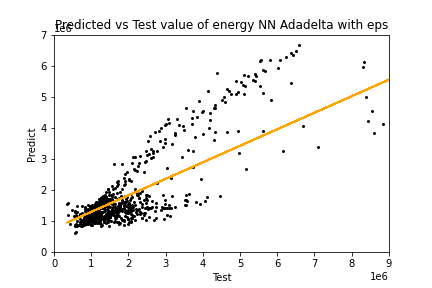 Predicted vs Test value of energy NN Adadelta with eps
1e6
7
6
5
4
3
2
1
0
Predict
0 1 2 3 4 5 6 7 8 9
Test
1e6